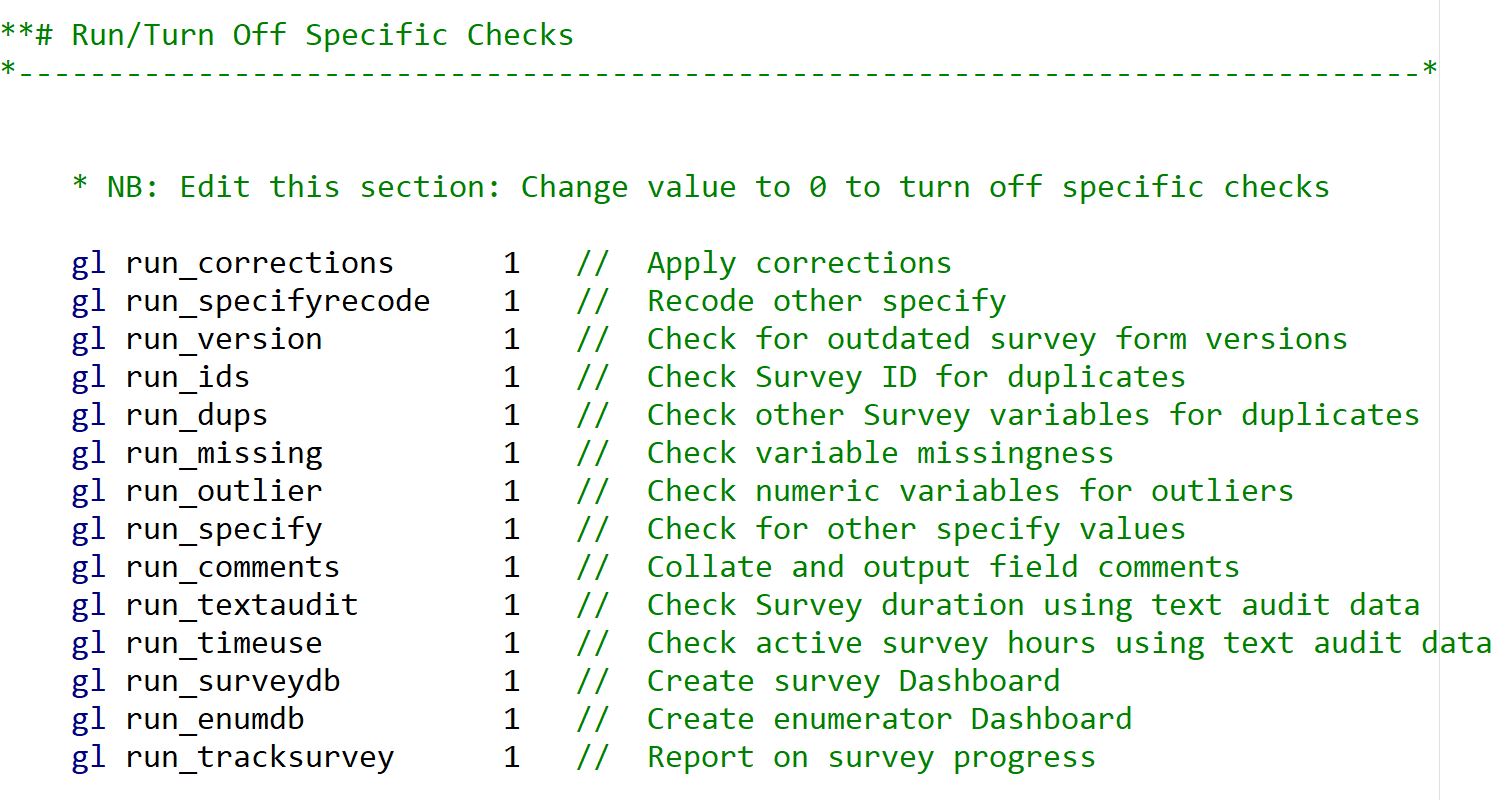 **# Run/Turn Off Specific Checks
*------------------------------------------------------------------------------*
* NB: Edit this section: Change value to 0 to turn off specific checks
gl run_corrections 1 // Apply corrections
gl run_specifyrecode 1 // Recode other specify
gl run_version 1 // Check for outdated survey form versions
gl run_ids 1 // Check Survey ID for duplicates
gl run_dups 1 // Check other Survey variables for duplicates
gl run_missing 1 // Check variable missingness
gl run_outlier 1 // Check numeric variables for outliers
gl run_specify 1 // Check for other specify values
gl run_comments 1 // Collate and output field comments
gl run_textaudit 1 // Check Survey duration using text audit data
gl run_timeuse 1 // Check active survey hours using text audit data
gl run_surveydb 1 // Create survey Dashboard
gl run_enumdb 1 // Create enumerator Dashboard
gl run_tracksurvey 1 // Report on survey progress